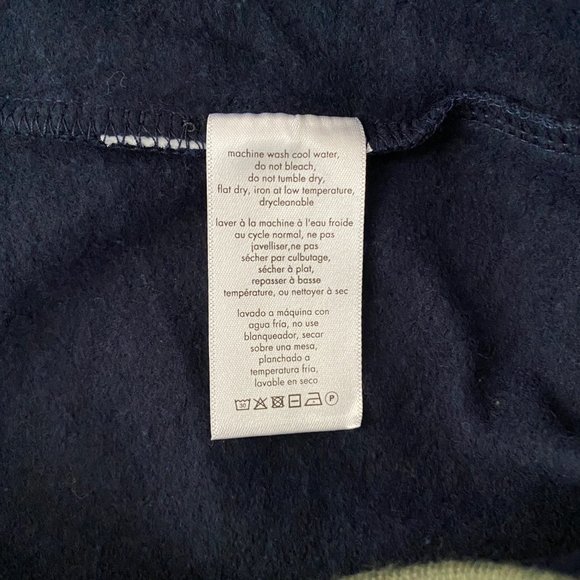 machine wash cool water,
do not bleach,
do not tumble dry,
flat dry, iron at low temperature,
drycleanable
laver à la machine à l'eau froide
au cycle normal, ne pas
javelliser,ne pas
sécher par culbutage,
sécher à plat,
repasser à basse
température, ou nettoyer à sec
lavado a máquina con
agua fría, no use
blanqueador, secar
sobre una mesa,
planchado a
temperatura fría,
lavable en seco
30 P